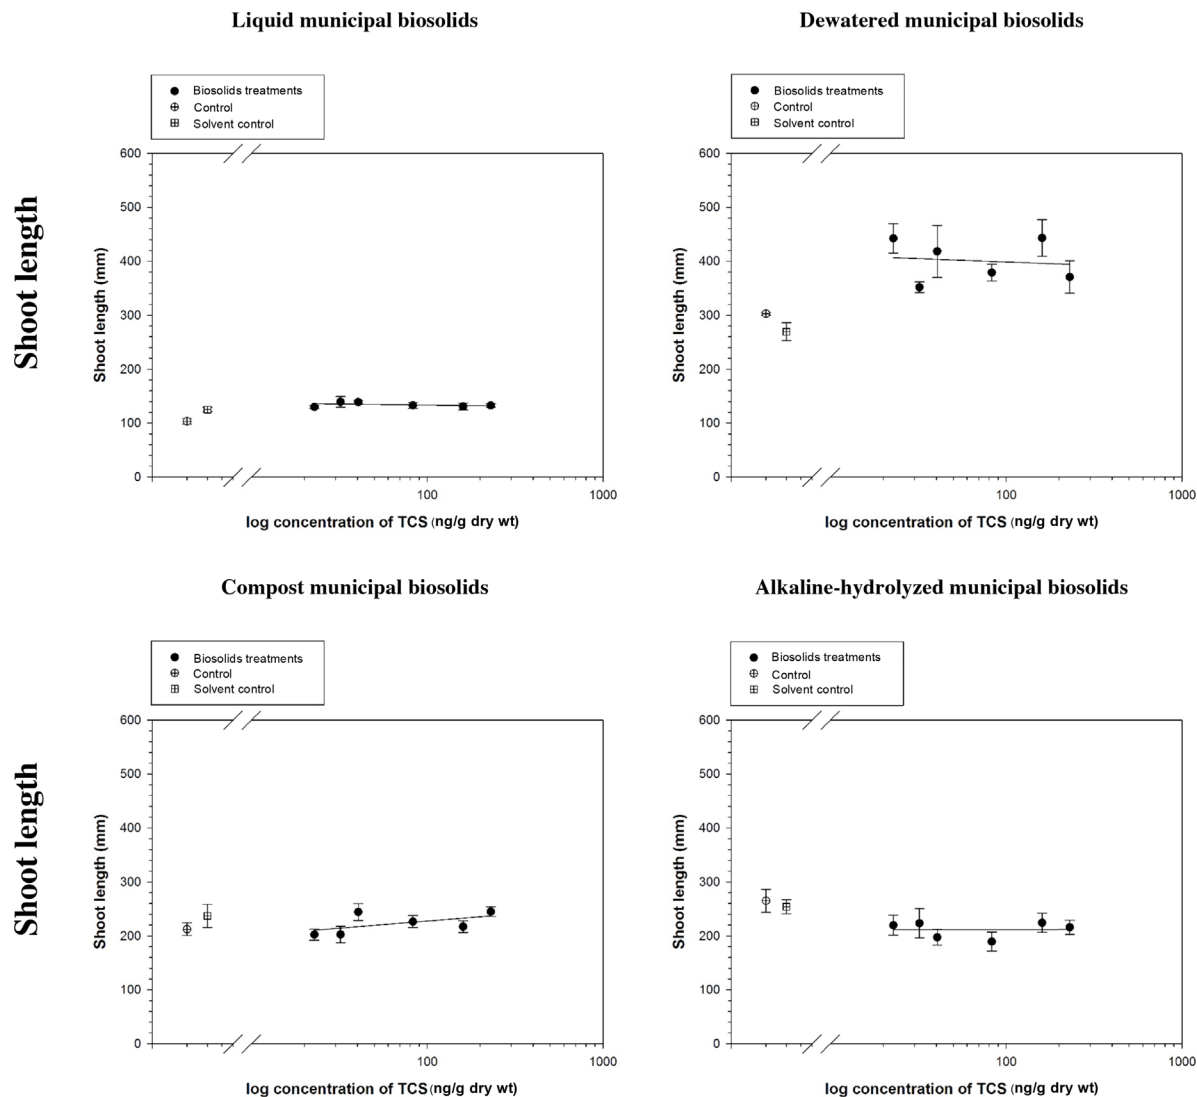 Liquid municipal biosolids
Dewatered municipal biosolids
Biosolids treatments
Control
Solvent control
Shoot length
Shoot length (mm)
600
500
400
300
200
100
0
100
1000
log concentration of TCS (ng/g dry wt)
Biosolids treatments
Control
Solvent control
Shoot length (mm)
600
500
400
300
200
100
0
100
1000
log concentration of TCS (ng/g dry wt)
Compost municipal biosolids
Alkaline-hydrolyzed municipal biosolids
Biosolids treatments
Control
Solvent control
Shoot length
Shoot length (mm)
600
500
400
300
200
100
0
100
1000
log concentration of TCS (ng/g dry wt)
Biosolids treatments
Control
Solvent control
Shoot length (mm)
600
500
400
300
200
100
0
100
1000
log concentration of TCS (ng/g dry wt)